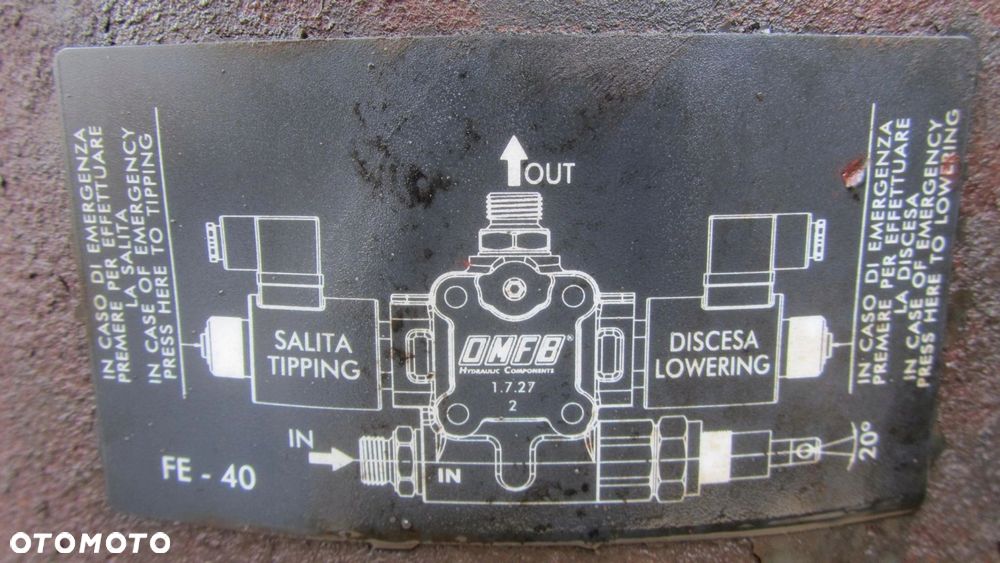 IN CASO DI EMERGENZA
PREMERE PER EFFETTUARE
LA SALITA
IN CASE OF EMERGENCY
PRESS HERE TO TIPPING
OUT
SALITA
TIPPING
OMFB®
HYDRAULIC COMPONENTS
1.7.27
2
DISCESA
LOWERING
IN
IN
FE - 40
20°
IN CASO DI EMERGENZA
PREMERE PER EFFETTUARE
LA DISCESA
IN CASE OF EMERGENCY
PRESS HERE TO LOWERING
OTOMOTO